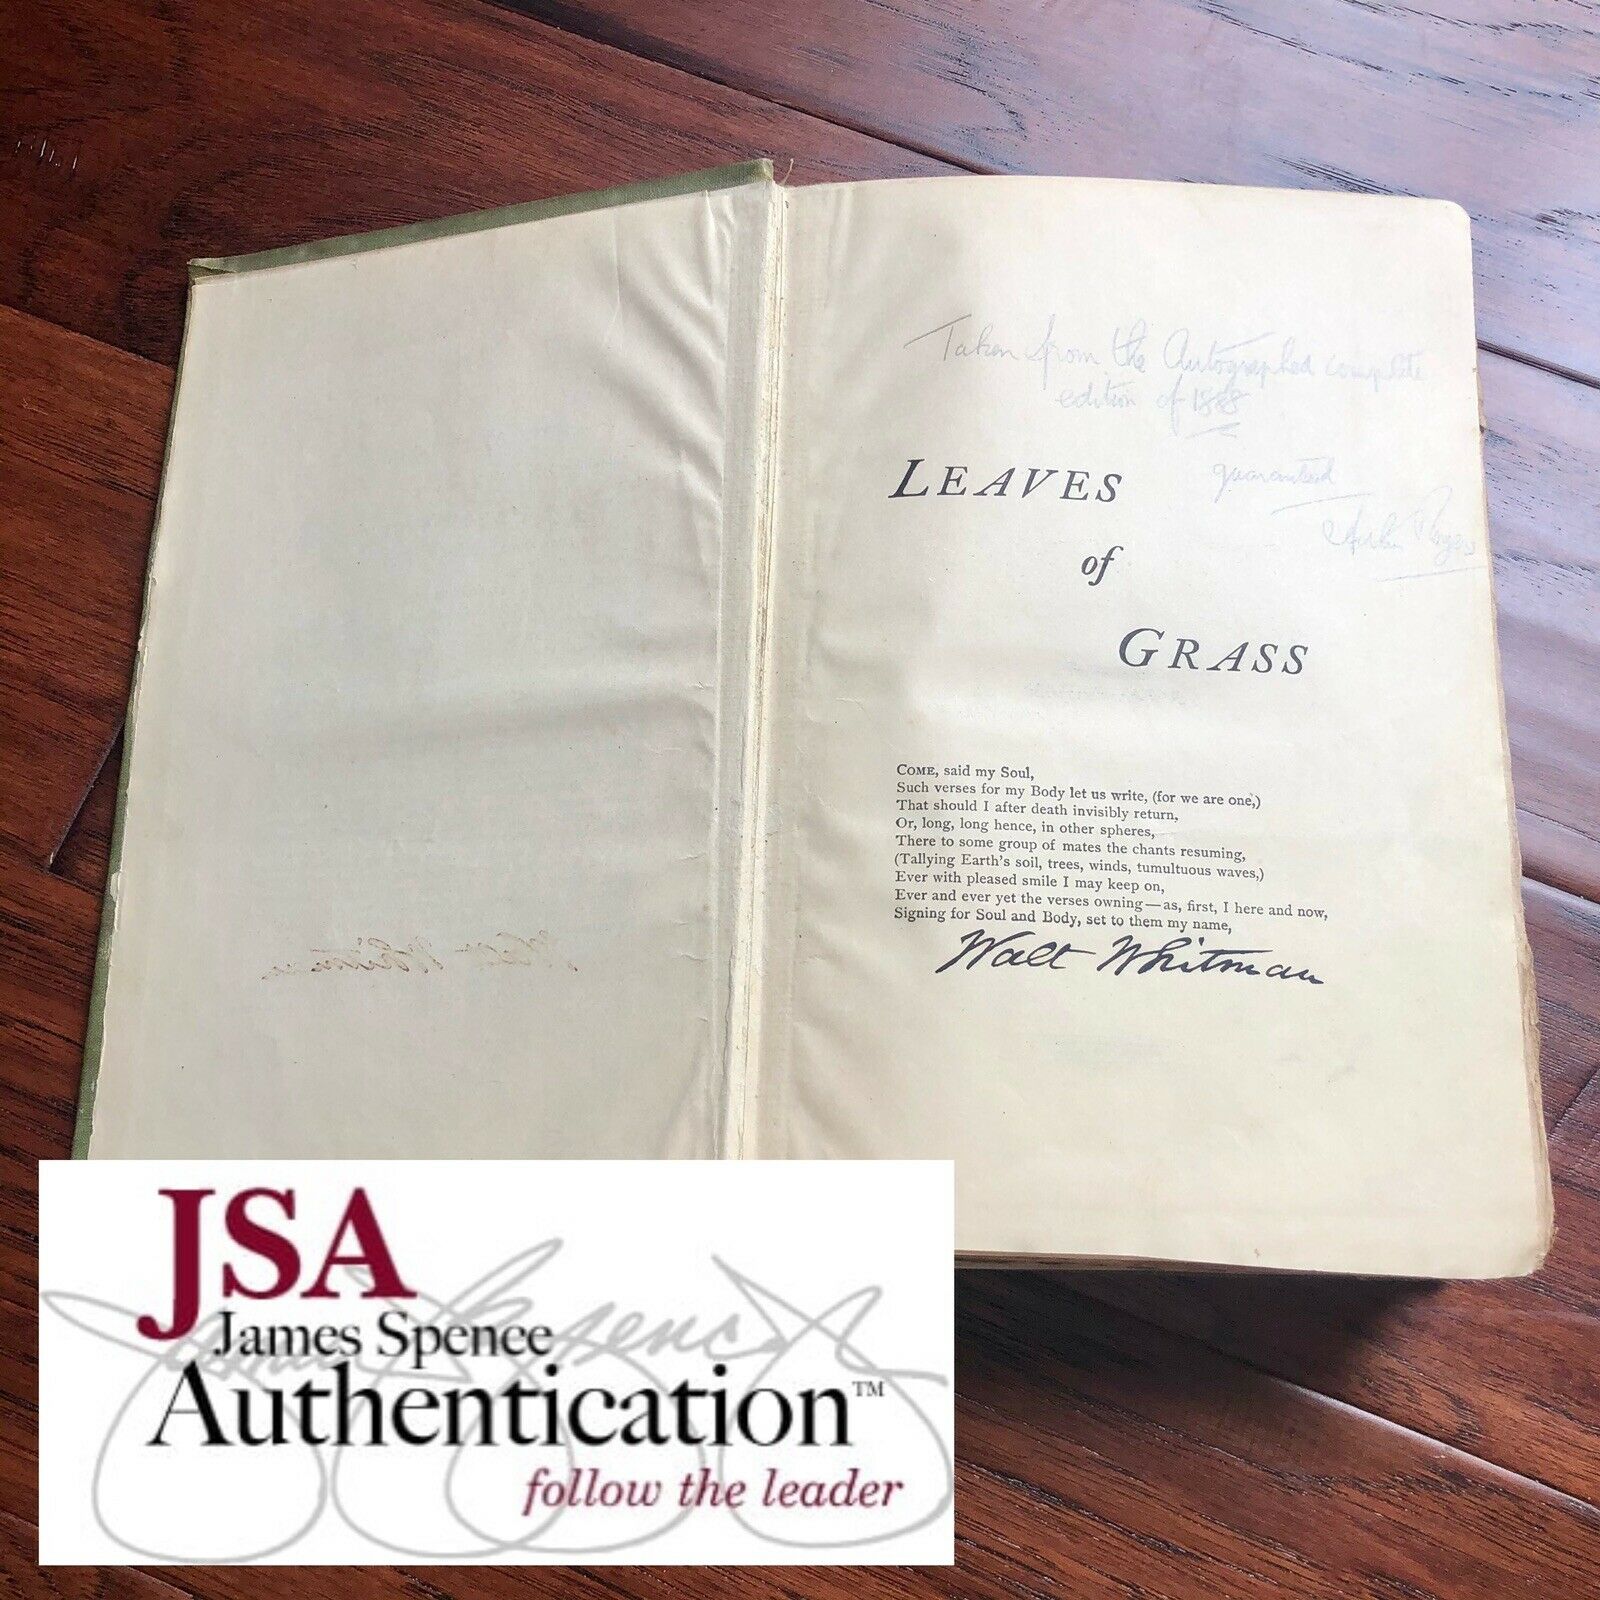 Taken from the Autographed complete
edition of 1888
guaranteed
LEAVES
of
GRASS
COME, said my Soul,
Such verses for my Body let us write, (for we are one,)
That should I after death invisibly return,
Or, long, long hence, in other spheres,
There to some group of mates the chants resuming,
(Tallying Earth's soil, trees, winds, tumultuous waves,)
Ever with pleased smile I may keep on,
Ever and ever yet the verses owning—as, first, I here and now,
Signing for Soul and Body, set to them my name,
Walt Whitman
JSA
James Spence
Authentication™
follow the leader